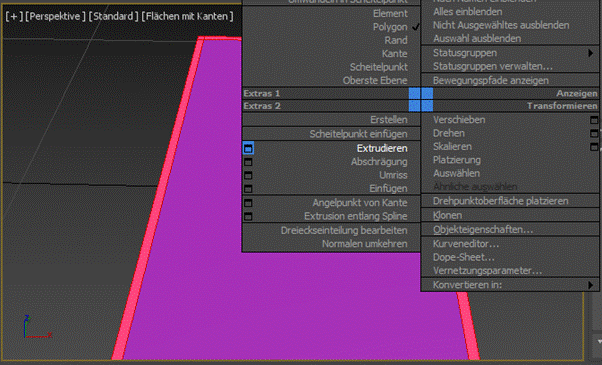 [+] [Perspektive ] [Standard ] [Flächen mit Kanten ]
Umwandeln in Scheitelpunkt
Element
Polygon
Rand
Kante
Scheitelpunkt
Oberste Ebene
Extras 1
Extras 2
Erstellen
Scheitelpunkt einfügen
Extrudieren
Abschrägung
Umriss
Einfügen
Angelpunkt von Kante
Extrusion entlang Spline
Dreieckseinteilung bearbeiten
Normalen umkehren
Nach Namen einblenden
Alles einblenden
Nicht Ausgewähltes ausblenden
Auswahl ausblenden
Statusgruppen
Statusgruppen verwalten...
Bewegungspfade anzeigen
Anzeigen
Transformieren
Verschieben
Drehen
Skalieren
Platzierung
Auswählen
Ähnliche auswählen
Drehpunktoberfläche platzieren
Klonen
Objekteigenschaften...
Kurveneditor...
Dope-Sheet...
Vernetzungsparameter...
Konvertieren in:
z
x